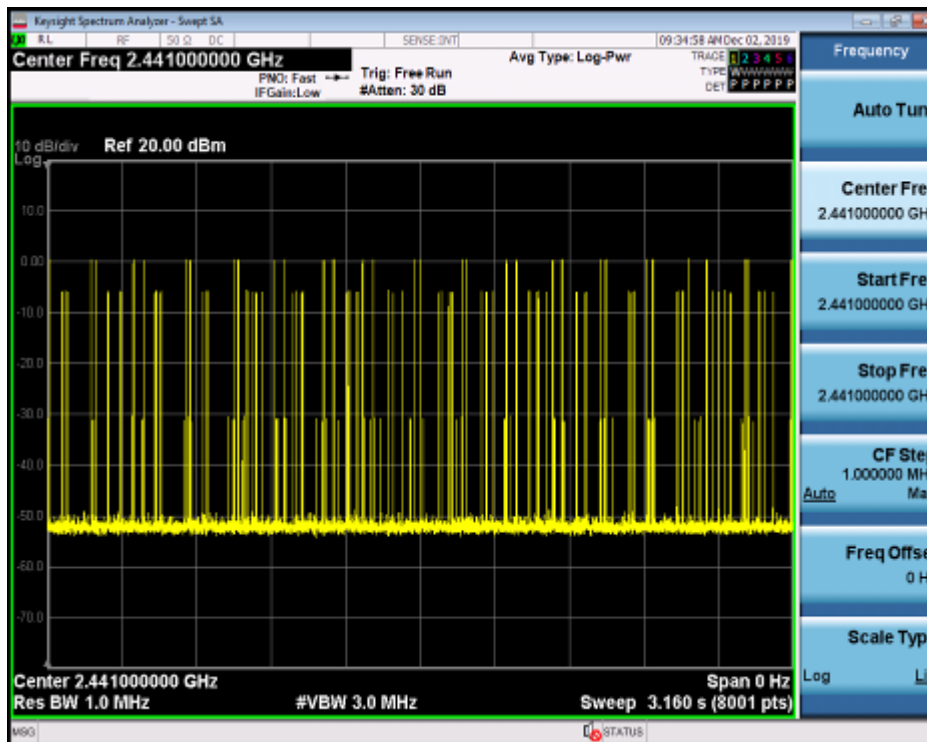 Keysight Spectrum Analyzer - Swept SA
RL RF 50 Ω DC SENSE:INT 09:34:58 AM Dec 02, 2019
Center Freq 2.441000000 GHz
PNO: Fast
IFGain:Low
Trig: Free Run
#Atten: 30 dB
Avg Type: Log-Pwr
TRACE 1 2 3 4 5 6
TYPE WWWWWW
DET P P P P P P
10 dB/div Ref 20.00 dBm
Log
10.0
0.00
-10.0
-20.0
-30.0
-40.0
-50.0
-60.0
-70.0
Center 2.441000000 GHz Span 0 Hz
Res BW 1.0 MHz #VBW 3.0 MHz Sweep 3.160 s (8001 pts)
MSG STATUS
Frequency
Auto Tun
Center Fre
2.441000000 GH
Start Fre
2.441000000 GH
Stop Fre
2.441000000 GH
CF Ste
1.000000 MH
Auto Ma
Freq Offse
0 H
Scale Typ
Log Li